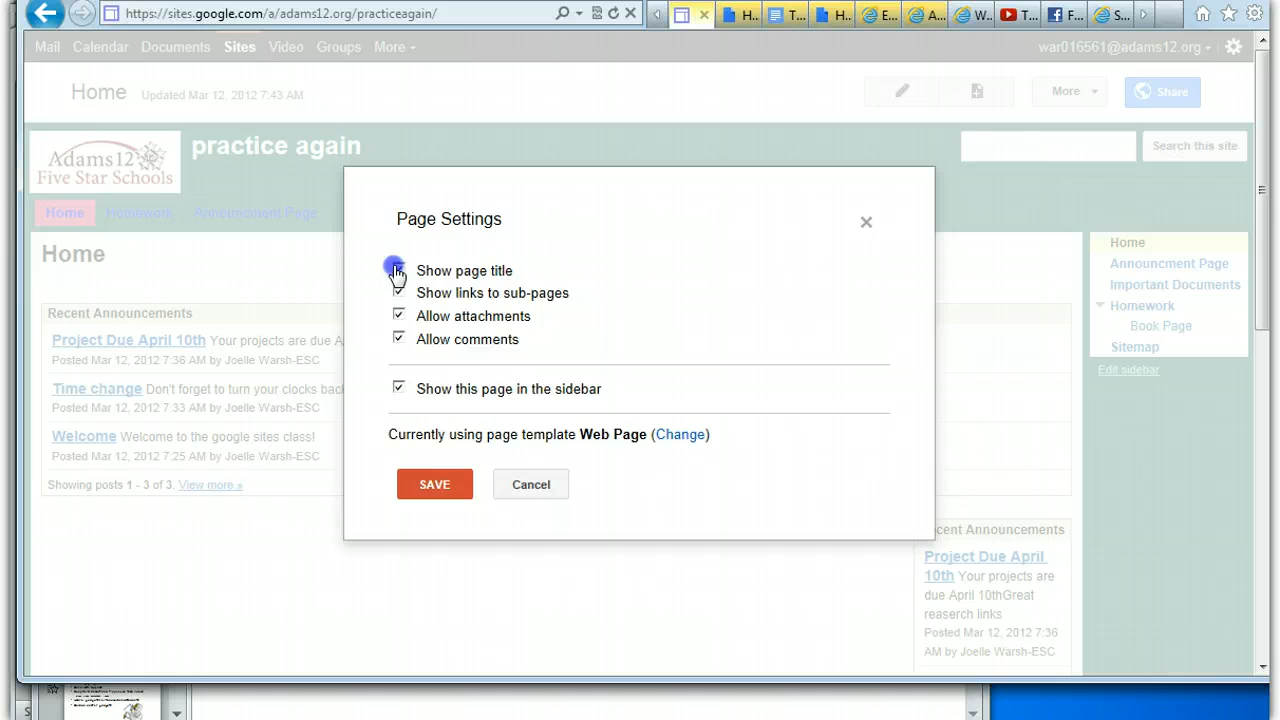 https://sites.google.com/a/adams12.org/practiceagain/
H... T... H... E... A... W... T... F... S...
Mail Calendar Documents Sites Video Groups More
war016561@adams12.org
Home Updated Mar 12, 2012 7:43 AM
More Share
Adams12
Five Star Schools
practice again
Search this site
Home Homework Announcment Page
Home
Recent Announcements
Project Due April 10th Your projects are due A
Posted Mar 12, 2012 7:36 AM by Joelle Warsh-ESC
Time change Don't forget to turn your clocks back
Posted Mar 12, 2012 7:33 AM by Joelle Warsh-ESC
Welcome Welcome to the google sites class!
Posted Mar 12, 2012 7:25 AM by Joelle Warsh-ESC
Showing posts 1 - 3 of 3 View more »
Page Settings
Show page title
Show links to sub-pages
Allow attachments
Allow comments
Show this page in the sidebar
Currently using page template Web Page (Change)
SAVE Cancel
Home
Announcment Page
Important Documents
Homework
Book Page
Sitemap
Edit sidebar
cent Announcements
Project Due April
10th Your projects are
due April 10thGreat
reaserch links
Posted Mar 12, 2012 7:36
AM by Joelle Warsh-ESC